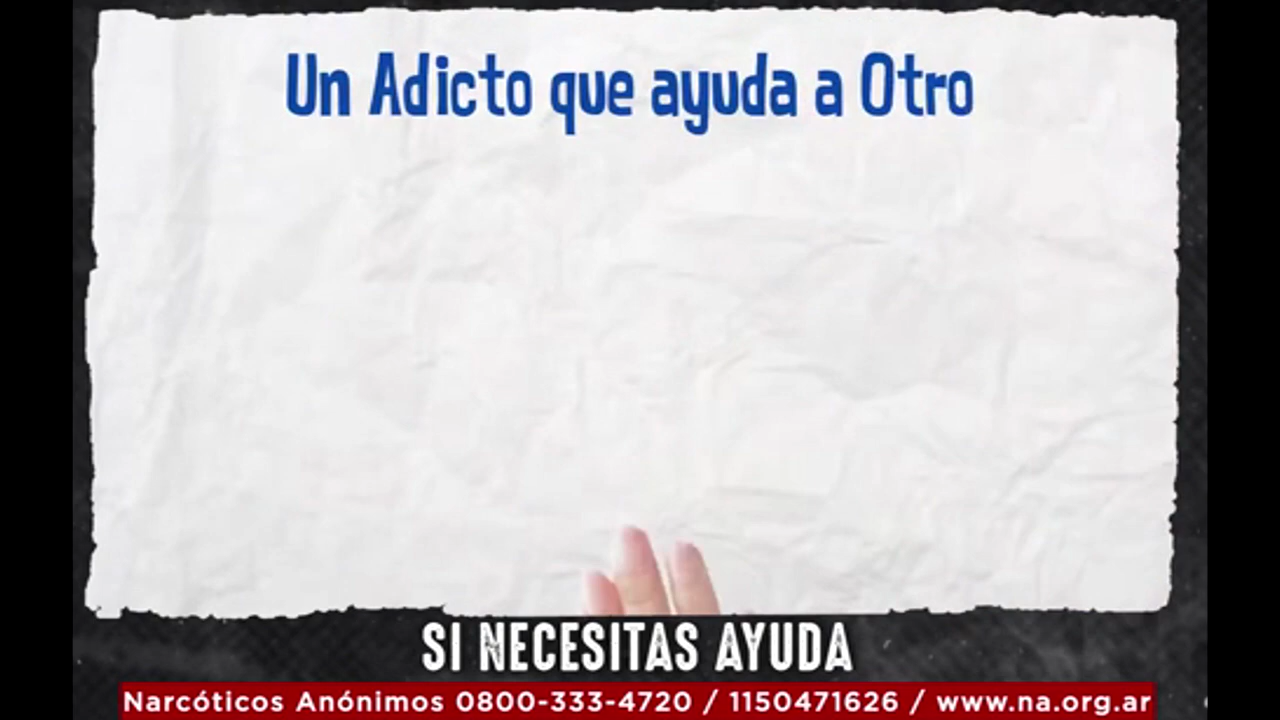 Un Adicto que ayuda a Otro
SI NECESITAS AYUDA
Narcóticos Anónimos 0800-333-4720 / 1150471626 / www.na.org.ar